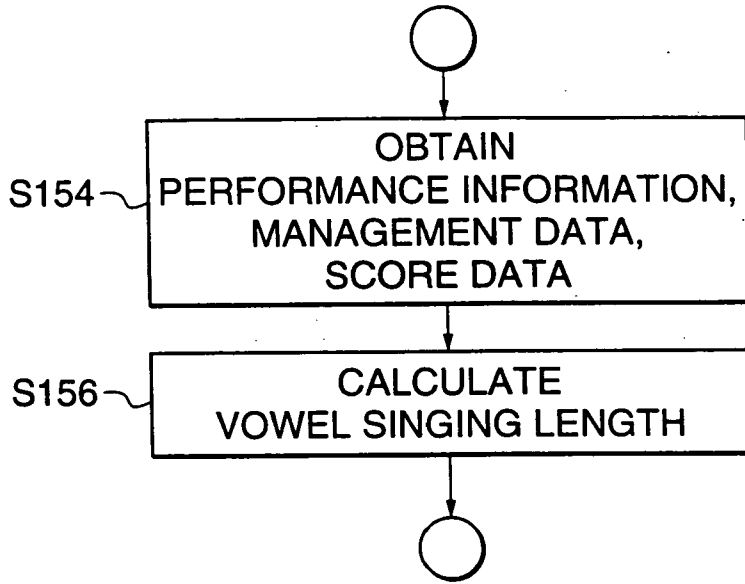 OBTAIN
S154 PERFORMANCE INFORMATION,
MANAGEMENT DATA,
SCORE DATA
S156 CALCULATE
VOWEL SINGING LENGTH